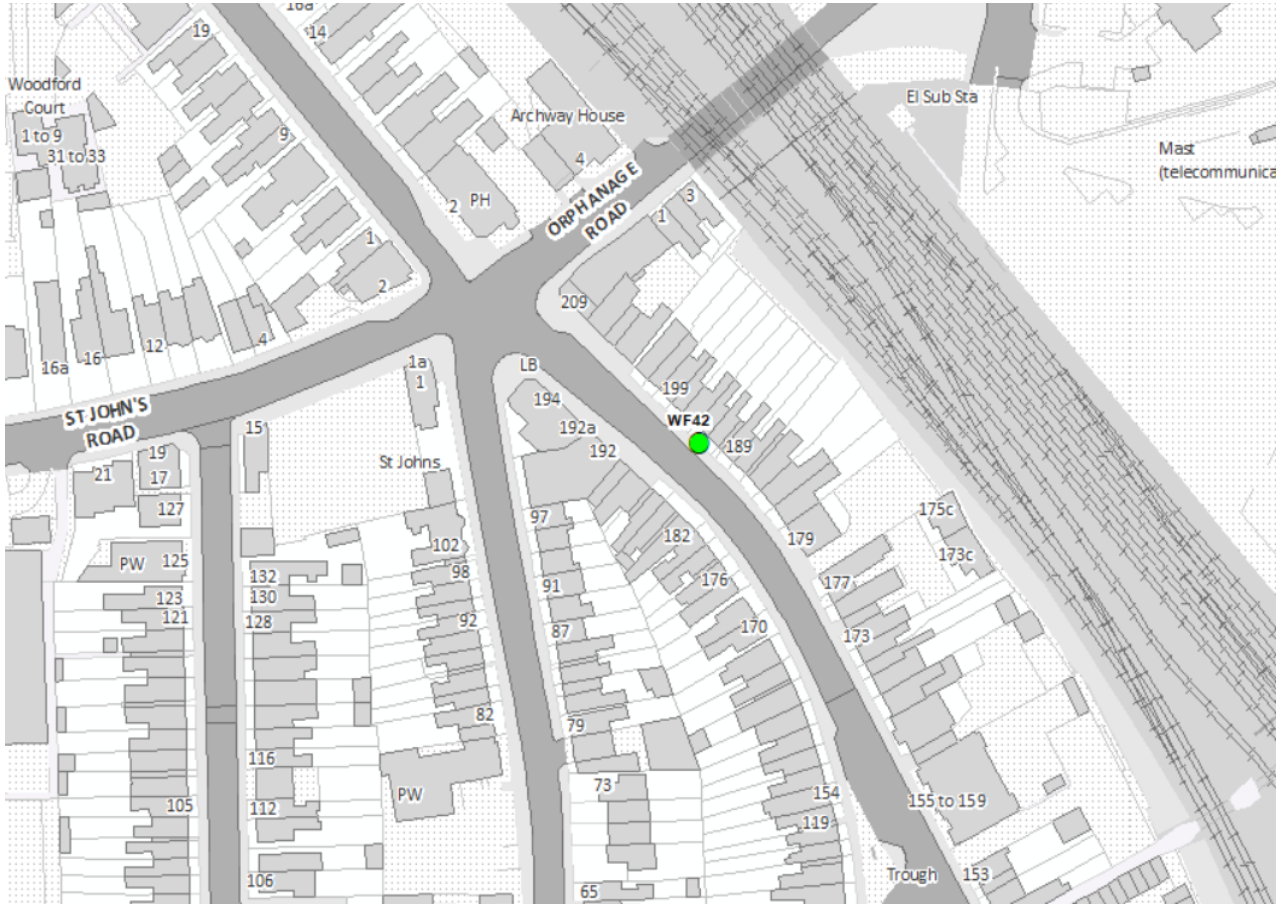 16a
14
19
Woodford
Court
1 to 9
31 to 33
9
Archway House
4
El Sub Sta
Mast
(telecommunica
2
PH
ORPHANAGE
ROAD
1
3
1
2
209
4
12
16
16a
1a
1
LB
194
199
WF42
ST JOHN'S
ROAD
15
192a
192
189
St Johns
19
17
21
127
97
182
179
175c
173c
102
98
176
177
PW
125
132
130
128
123
121
91
92
87
170
173
82
79
116
112
105
PW
73
154
119
155 to 159
106
65
Trough
153